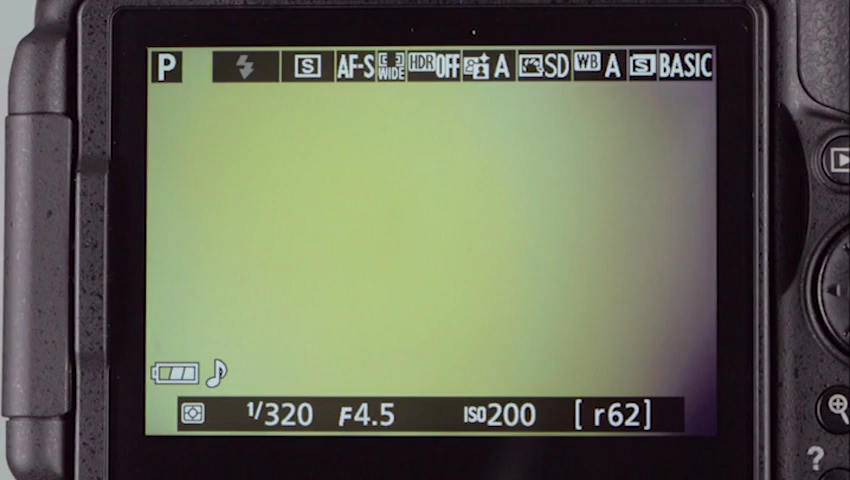 P S AF-S WIDE HDR OFF A SD WB A S BASIC
1/320 F4.5 ISO200 [ r62]
?